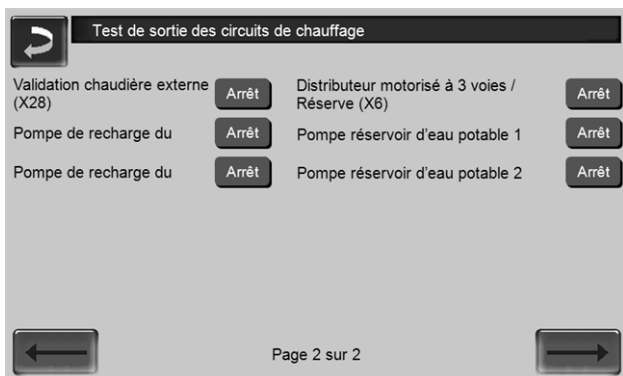 Test de sortie des circuits de chauffage
Validation chaudière externe
(X28)
Arrêt
Distributeur motorisé à 3 voies /
Réserve (X6)
Arrêt
Pompe de recharge du
Arrêt
Pompe réservoir d'eau potable 1
Arrêt
Pompe de recharge du
Arrêt
Pompe réservoir d'eau potable 2
Arrêt
Page 2 sur 2